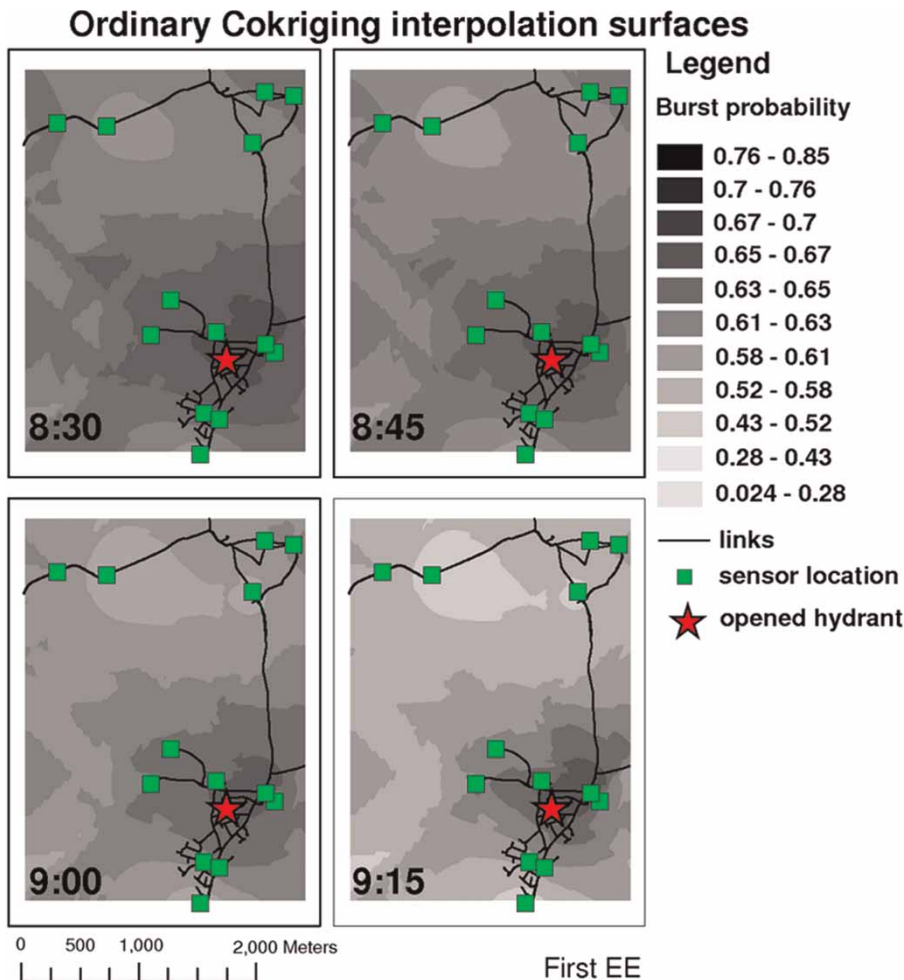 Ordinary Cokriging interpolation surfaces
Legend
Burst probability
0.76 - 0.85
0.7 - 0.76
0.67 - 0.7
0.65 - 0.67
0.63 - 0.65
0.61 - 0.63
0.58 - 0.61
0.52 - 0.58
0.43 - 0.52
0.28 - 0.43
0.024 - 0.28
links
sensor location
opened hydrant
8:30
8:45
9:00
9:15
0 500 1,000 2,000 Meters
First EE